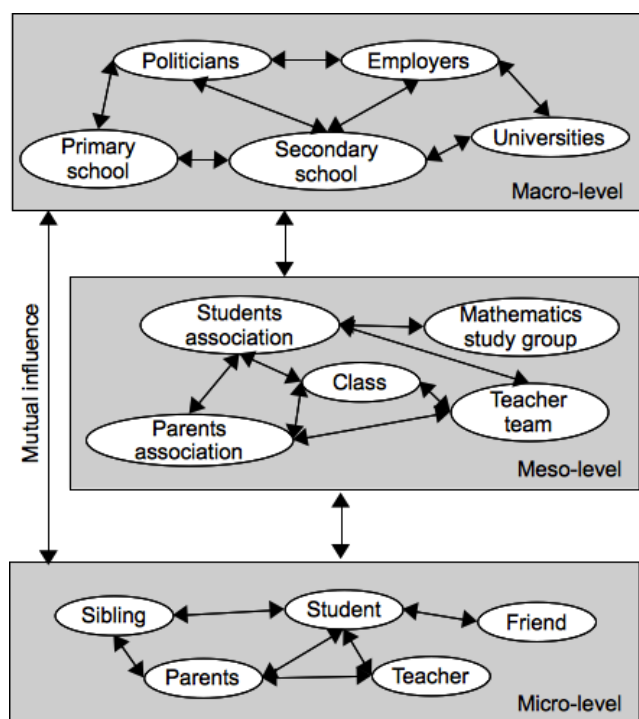 Politicians
Employers
Primary
school
Secondary
school
Universities
Macro-level
Mutual influence
Students
association
Mathematics
study group
Class
Parents
association
Teacher
team
Meso-level
Sibling
Student
Friend
Parents
Teacher
Micro-level